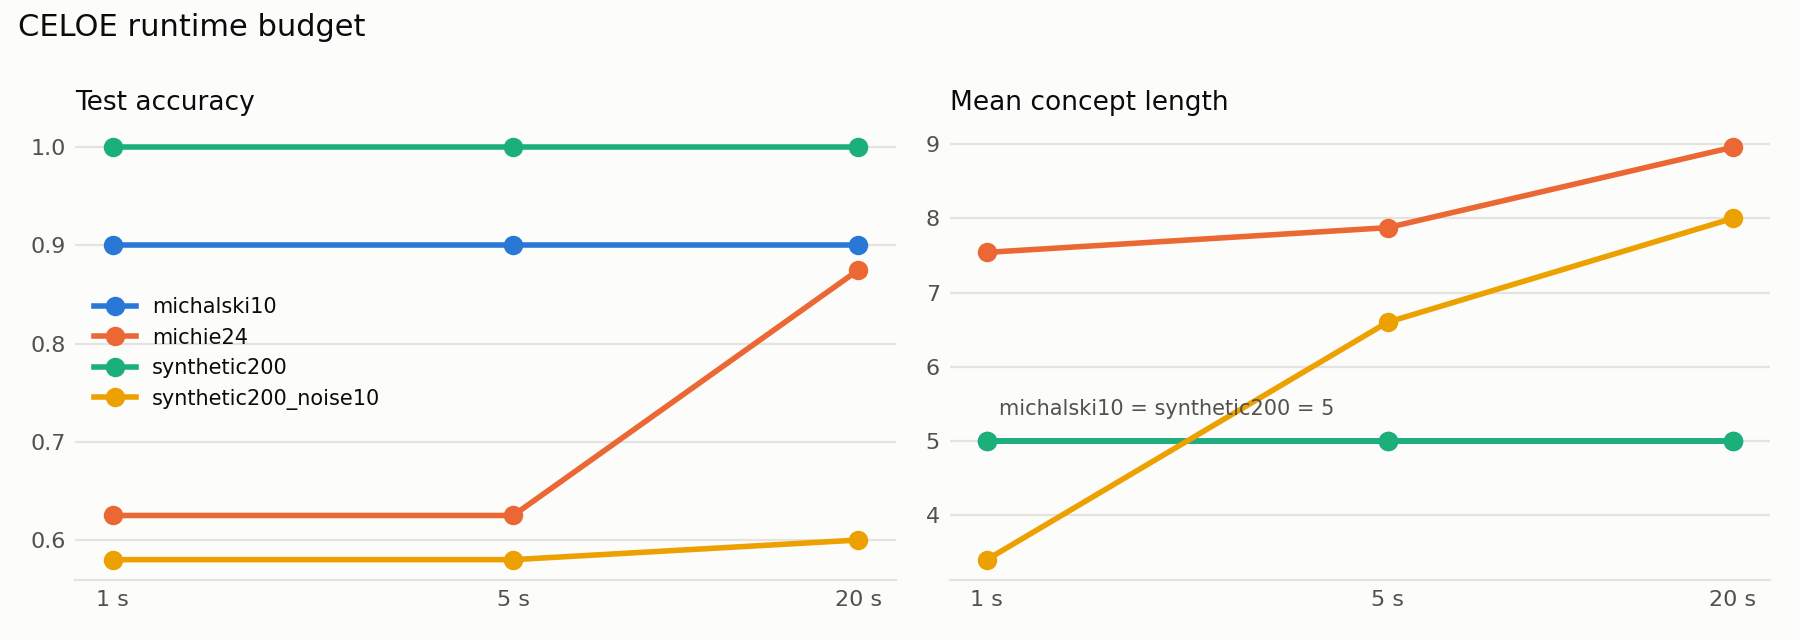 CELOE runtime budget
Test accuracy
1.0
0.9
0.8
0.7
0.6
michalski10
michie24
synthetic200
synthetic200_noise10
1 s
5 s
20 s
Mean concept length
9
8
7
6
5
4
michalski10 = synthetic200 = 5
1 s
5 s
20 s